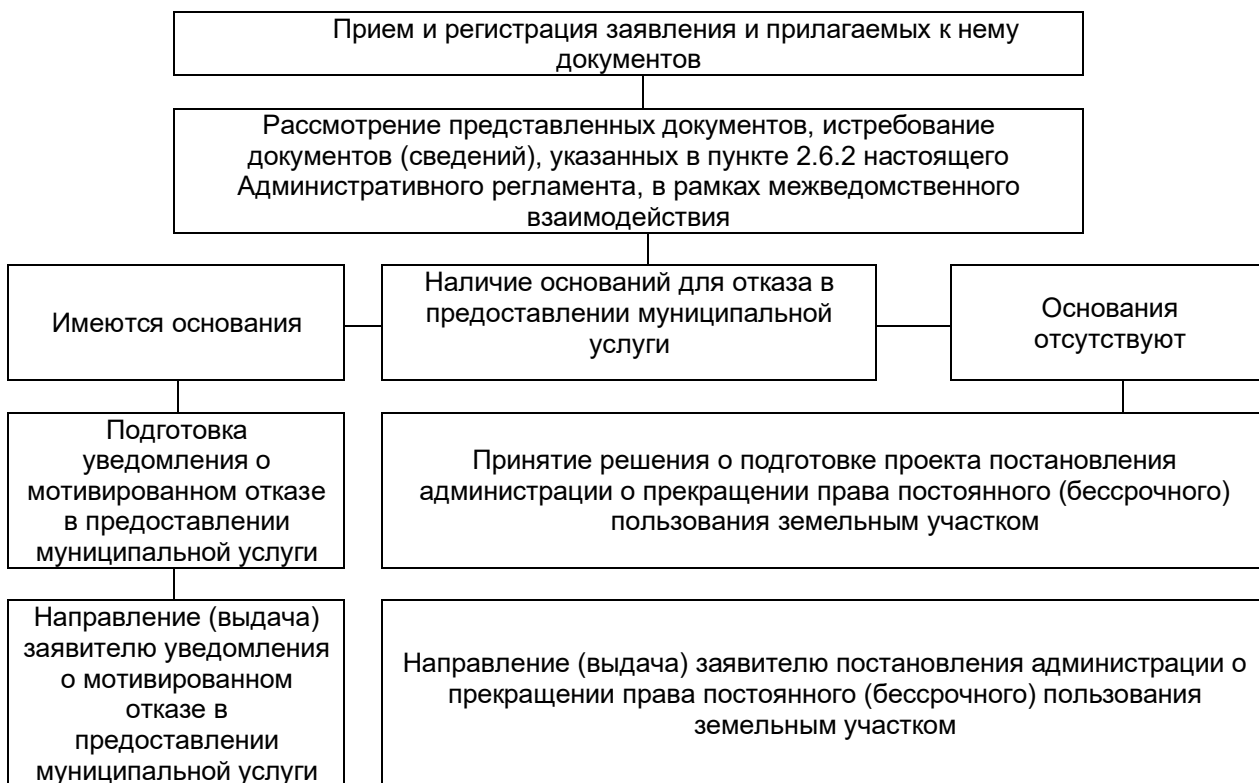 Прием и регистрация заявления и прилагаемых к нему
документов
Рассмотрение представленных документов, истребование
документов (сведений), указанных в пункте 2.6.2 настоящего
Административного регламента, в рамках межведомственного
взаимодействия
Имеются основания
Наличие оснований для отказа в
предоставлении муниципальной
услуги
Основания
отсутствуют
Подготовка
уведомления о
мотивированном отказе
в предоставлении
муниципальной услуги
Принятие решения о подготовке проекта постановления
администрации о прекращении права постоянного (бессрочного)
пользования земельным участком
Направление (выдача)
заявителю уведомления
о мотивированном
отказе в
предоставлении
муниципальной услуги
Направление (выдача) заявителю постановления администрации о
прекращении права постоянного (бессрочного) пользования
земельным участком